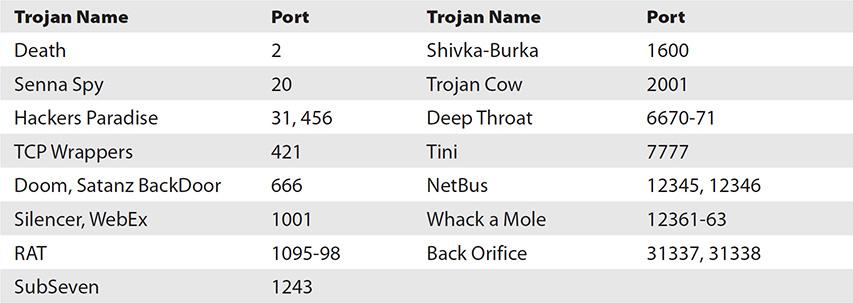 Trojan Name Port Trojan Name Port
Death 2 Shivka-Burka 1600
Senna Spy 20 Trojan Cow 2001
Hackers Paradise 31, 456 Deep Throat 6670-71
TCP Wrappers 421 Tini 7777
Doom, Satanz BackDoor 666 NetBus 12345, 12346
Silencer, WebEx 1001 Whack a Mole 12361-63
RAT 1095-98 Back Orifice 31337, 31338
SubSeven 1243